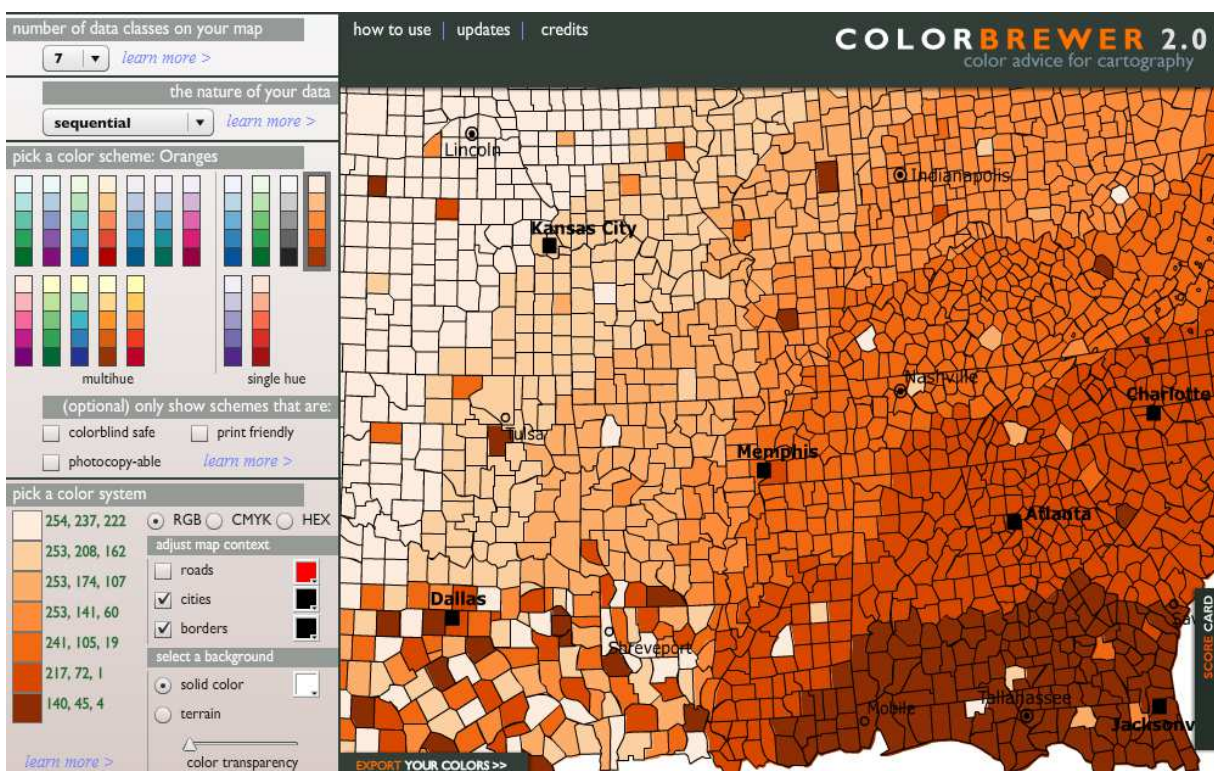 number of data classes on your map
7
learn more >
the nature of your data
sequential
learn more >
pick a color scheme: Oranges
multihue
single hue
(optional) only show schemes that are:
colorblind safe
print friendly
photocopy-able
learn more >
pick a color system
254, 237, 222
253, 208, 162
253, 174, 107
253, 141, 60
241, 105, 19
217, 72, 1
140, 45, 4
RGB
CMYK
HEX
adjust map context
roads
cities
borders
select a background
solid color
terrain
color transparency
learn more >
how to use
updates
credits
COLORBREWER 2.0
color advice for cartography
Lincoln
Indianapolis
Kansas City
Nashville
Charlotte
Tulsa
Memphis
Atlanta
Dallas
Shreveport
Sav
Mobile
Tallahassee
Jacksonv
SCORE CARD
EXPORT YOUR COLORS >>